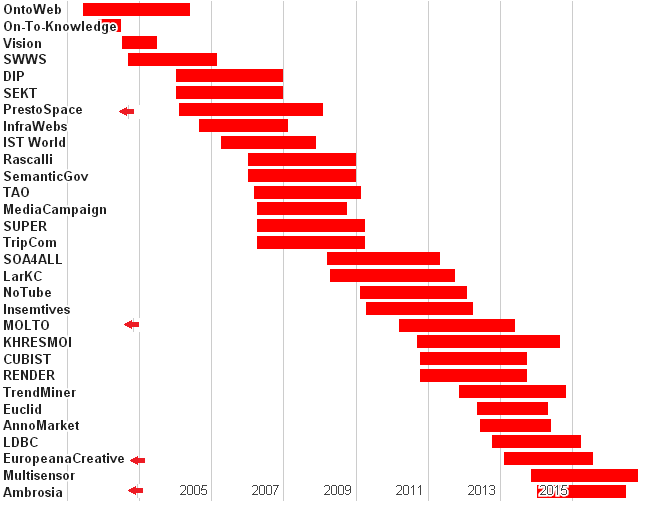 OntoWeb
On-To-Knowledge
Vision
SWWS
DIP
SEKT
PrestoSpace
InfraWebs
IST World
Rascalli
SemanticGov
TAO
MediaCampaign
SUPER
TripCom
SOA4ALL
LarKC
NoTube
Insemtives
MOLTO
KHRESMOI
CUBIST
RENDER
TrendMiner
Euclid
AnnoMarket
LDBC
EuropeanaCreative
Multisensor
Ambrosia 2005 2007 2009 2011 2013 2015